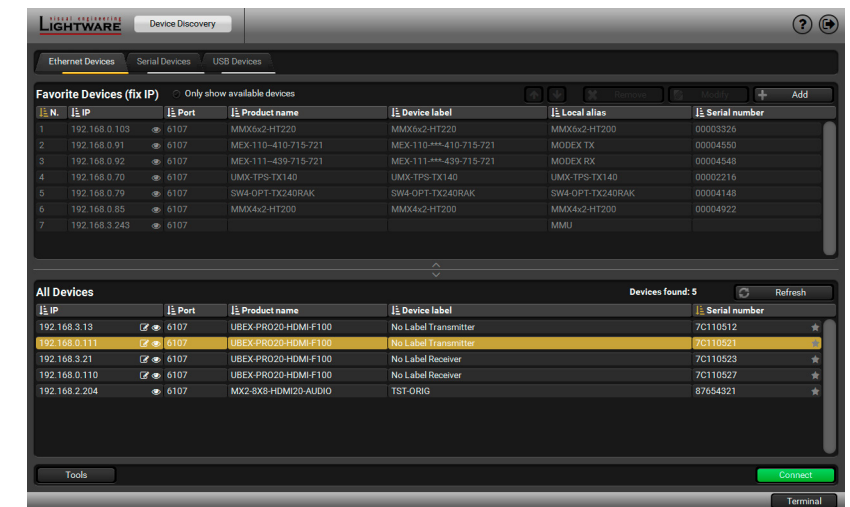 visual engineering
LIGHTWARE
Device Discovery
Ethernet Devices Serial Devices USB Devices
Favorite Devices (fix IP) Only show available devices Remove Modify Add
N. IP Port Product name Device label Local alias Serial number
1 192.168.0.103 6107 MMX6x2-HT220 MMX6x2-HT220 MMX6x2-HT200 00003326
2 192.168.0.91 6107 MEX-110--410-715-721 MEX-110-***-410-715-721 MODEX TX 00004550
3 192.168.0.92 6107 MEX-111--439-715-721 MEX-111-***-439-715-721 MODEX RX 00004548
4 192.168.0.70 6107 UMX-TPS-TX140 UMX-TPS-TX140 UMX-TPS-TX140 00002216
5 192.168.0.79 6107 SW4-OPT-TX240RAK SW4-OPT-TX240RAK SW4-OPT-TX240RAK 00004148
6 192.168.0.85 6107 MMX4x2-HT200 MMX4x2-HT200 MMX4x2-HT200 00004922
7 192.168.3.243 6107 MMU
All Devices Devices found: 5 Refresh
IP Port Product name Device label Serial number
192.168.3.13 6107 UBEX-PRO20-HDMI-F100 No Label Transmitter 7C110512
192.168.0.111 6107 UBEX-PRO20-HDMI-F100 No Label Transmitter 7C110521
192.168.3.21 6107 UBEX-PRO20-HDMI-F100 No Label Receiver 7C110523
192.168.0.110 6107 UBEX-PRO20-HDMI-F100 No Label Receiver 7C110527
192.168.2.204 6107 MX2-8X8-HDMI20-AUDIO TST-ORIG 87654321
Tools Connect
Terminal